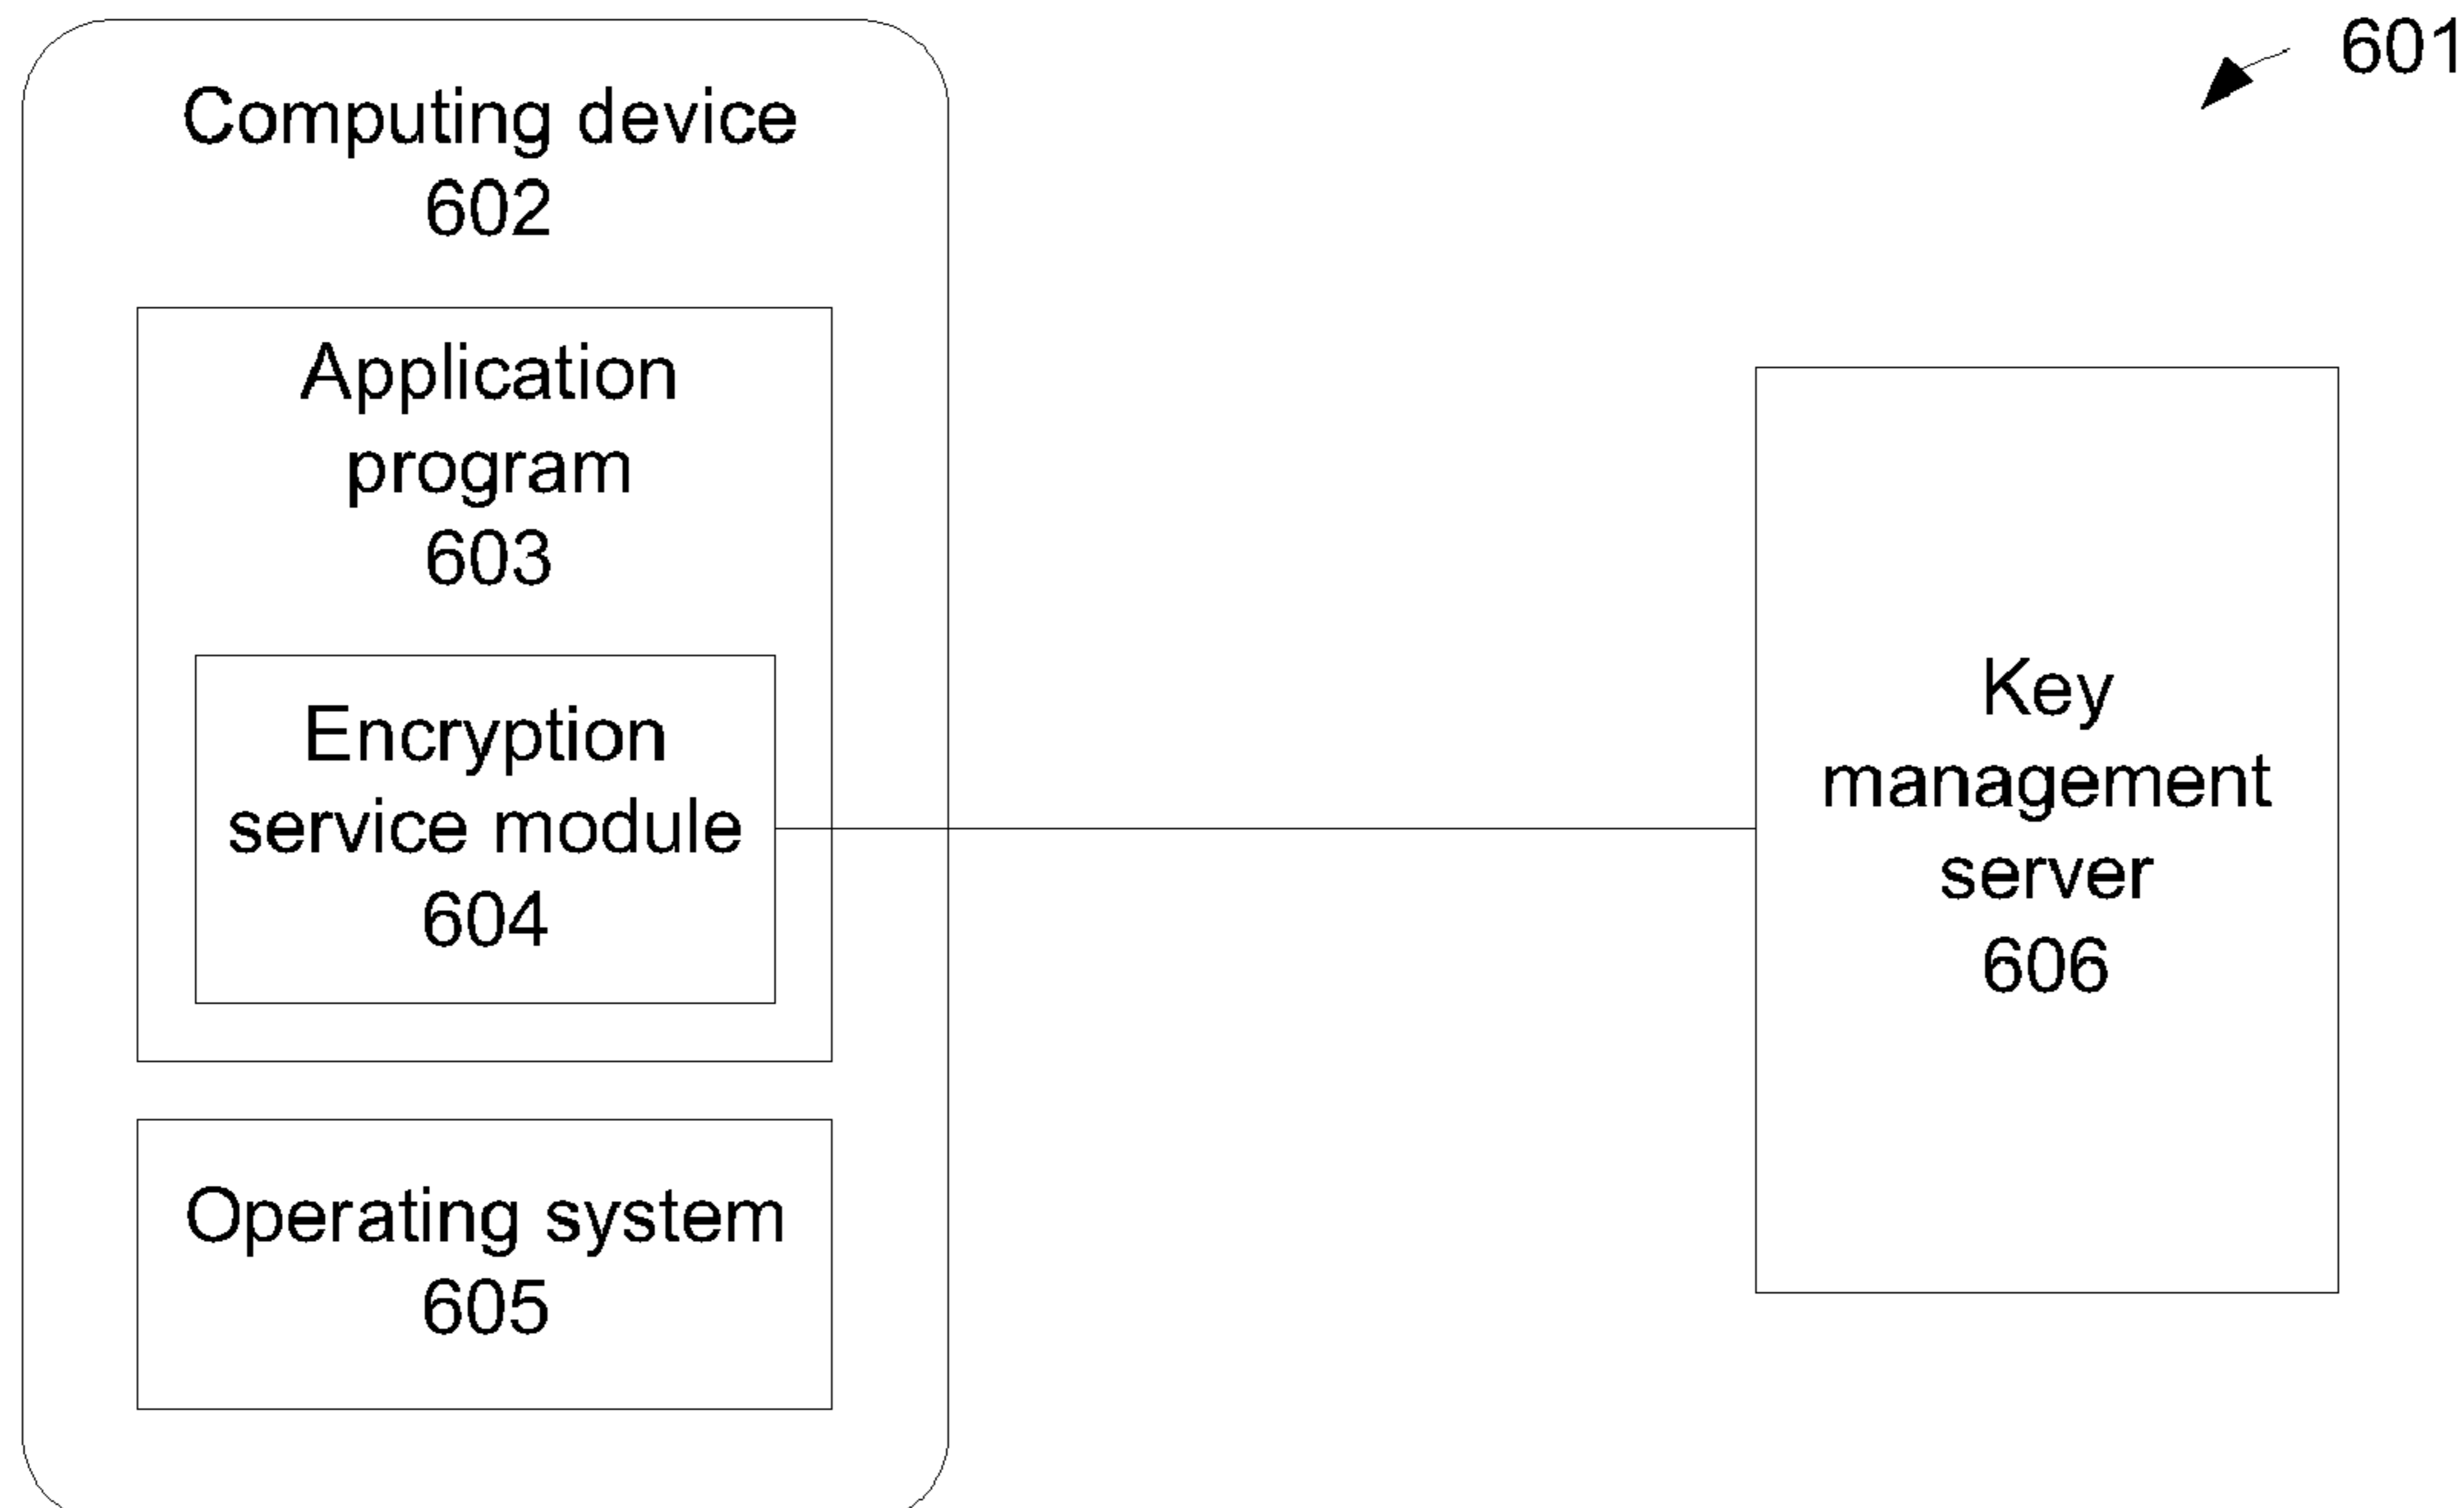 601
Computing device
602
Application
program
603
Encryption
service module
604
Operating system
605
Key
management
server
606